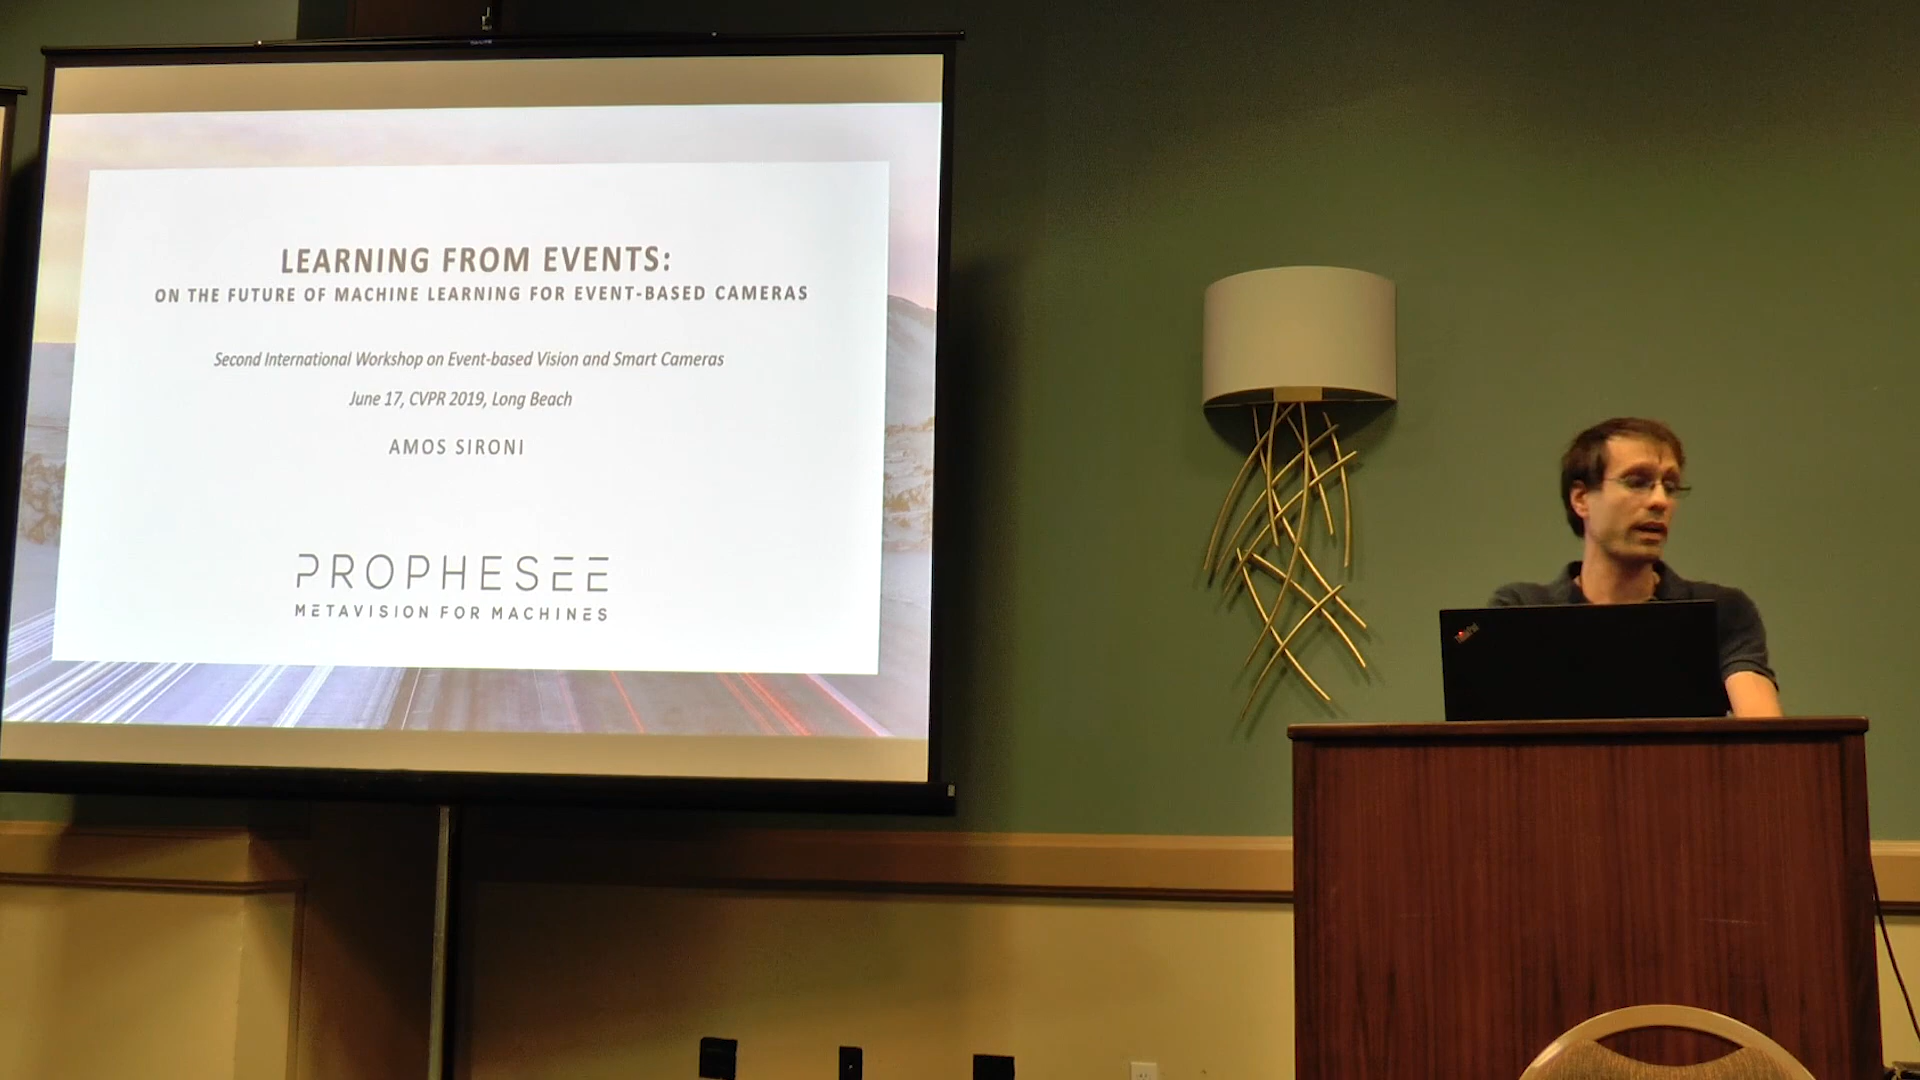 LEARNING FROM EVENTS:
ON THE FUTURE OF MACHINE LEARNING FOR EVENT-BASED CAMERAS
Second International Workshop on Event-based Vision and Smart Cameras
June 17, CVPR 2019, Long Beach
AMOS SIRONI
PROPHESEE
METAVISION FOR MACHINES
ThinkPad